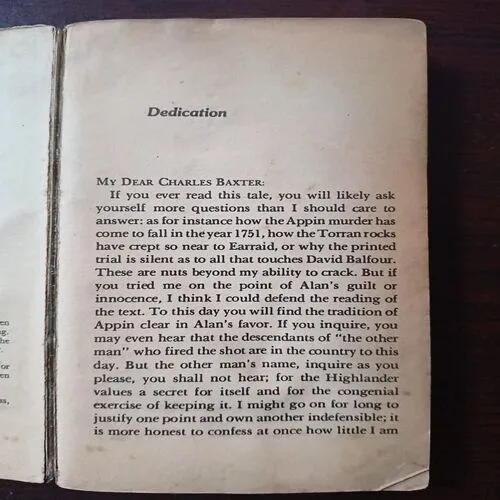 Dedication
MY DEAR CHARLES BAXTER:
If you ever read this tale, you will likely ask
yourself more questions than I should care to
answer: as for instance how the Appin murder has
come to fall in the year 1751, how the Torran rocks
have crept so near to Earraid, or why the printed
trial is silent as to all that touches David Balfour.
These are nuts beyond my ability to crack. But if
you tried me on the point of Alan's guilt or
innocence, I think I could defend the reading of
the text. To this day you will find the tradition of
Appin clear in Alan's favor. If you inquire, you
may even hear that the descendants of "the other
man" who fired the shot are in the country to this
day. But the other man's name, inquire as you
please, you shall not hear; for the Highlander
values a secret for itself and for the congenial
exercise of keeping it. I might go on for long to
justify one point and own another indefensible; it
is more honest to confess at once how little I am